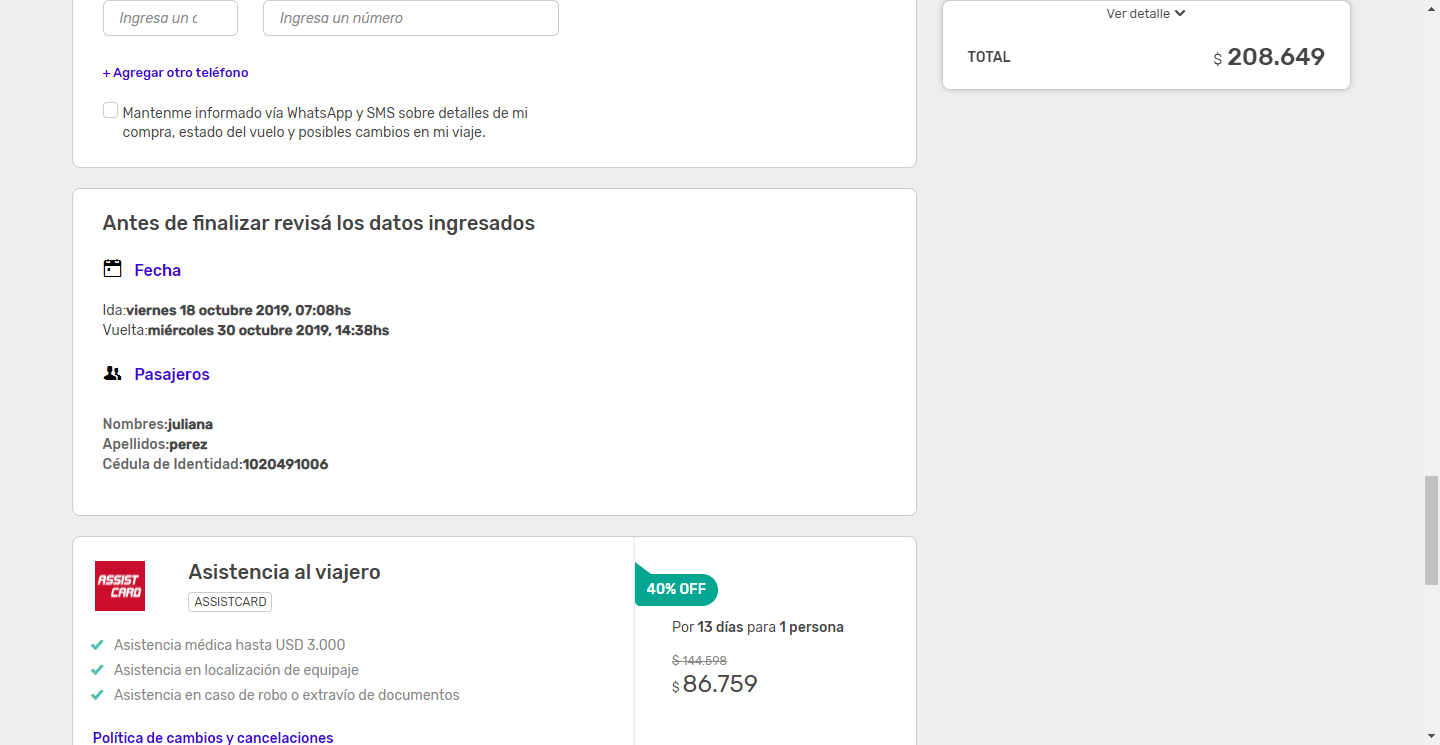 Ingresa un c
Ingresa un número
+ Agregar otro teléfono
Mantenme informado vía WhatsApp y SMS sobre detalles de mi
compra, estado del vuelo y posibles cambios en mi viaje.
Ver detalle
TOTAL
$ 208.649
Antes de finalizar revisá los datos ingresados
Fecha
Ida:viernes 18 octubre 2019, 07:08hs
Vuelta:miércoles 30 octubre 2019, 14:38hs
Pasajeros
Nombres:juliana
Apellidos:perez
Cédula de Identidad:1020491006
ASSIST
CARD
Asistencia al viajero
ASSISTCARD
Asistencia médica hasta USD 3.000
Asistencia en localización de equipaje
Asistencia en caso de robo o extravío de documentos
Política de cambios y cancelaciones
40% OFF
Por 13 días para 1 persona
$ 144.598
$ 86.759